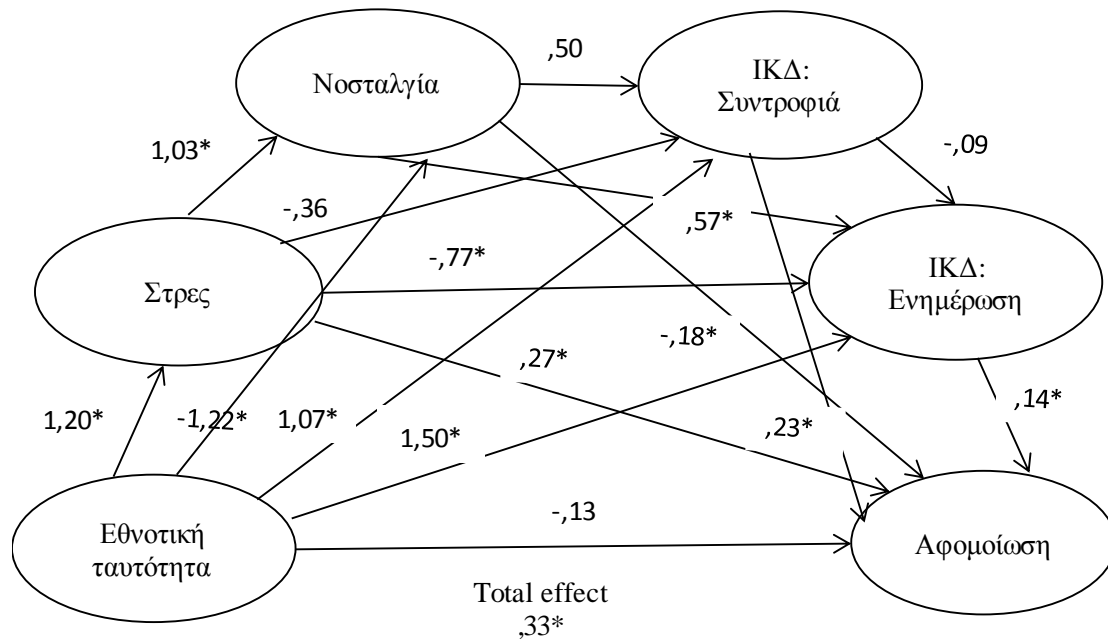 ,50
Νοσταλγία
ΙΚΔ:
Συντροφιά
1,03*
-,09
-,36
,57*
-,77*
Στρες
ΙΚΔ:
Ενημέρωση
-,18*
,27*
1,20*
-1,22*
1,07*
1,50*
,23*
,14*
-,13
Εθνοτική
ταυτότητα
Αφομοίωση
Total effect
,33*